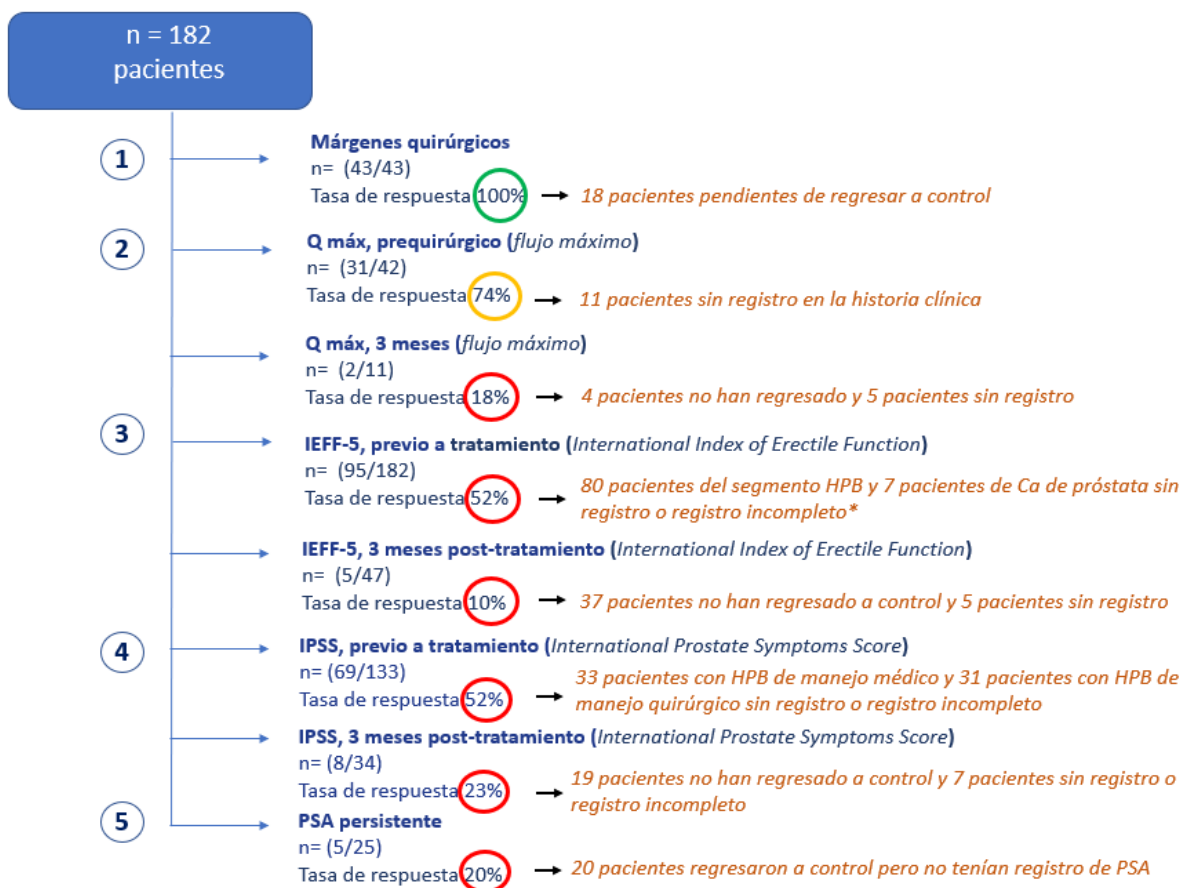 n = 182
pacientes
1
Márgenes quirúrgicos
n= (43/43)
Tasa de respuesta 100%
18 pacientes pendientes de regresar a control
2
Q máx, prequirúrgico (flujo máximo)
n= (31/42)
Tasa de respuesta 74%
11 pacientes sin registro en la historia clínica
Q máx, 3 meses (flujo máximo)
n= (2/11)
Tasa de respuesta 18%
4 pacientes no han regresado y 5 pacientes sin registro
3
IEFF-5, previo a tratamiento (International Index of Erectile Function)
n= (95/182)
Tasa de respuesta 52%
80 pacientes del segmento HPB y 7 pacientes de Ca de próstata sin
registro o registro incompleto*
IEFF-5, 3 meses post-tratamiento (International Index of Erectile Function)
n= (5/47)
Tasa de respuesta 10%
37 pacientes no han regresado a control y 5 pacientes sin registro
4
IPSS, previo a tratamiento (International Prostate Symptoms Score)
n= (69/133)
Tasa de respuesta 52%
33 pacientes con HPB de manejo médico y 31 pacientes con HPB de
manejo quirúrgico sin registro o registro incompleto
IPSS, 3 meses post-tratamiento (International Prostate Symptoms Score)
n= (8/34)
Tasa de respuesta 23%
19 pacientes no han regresado a control y 7 pacientes sin registro o
registro incompleto
5
PSA persistente
n= (5/25)
Tasa de respuesta 20%
20 pacientes regresaron a control pero no tenían registro de PSA